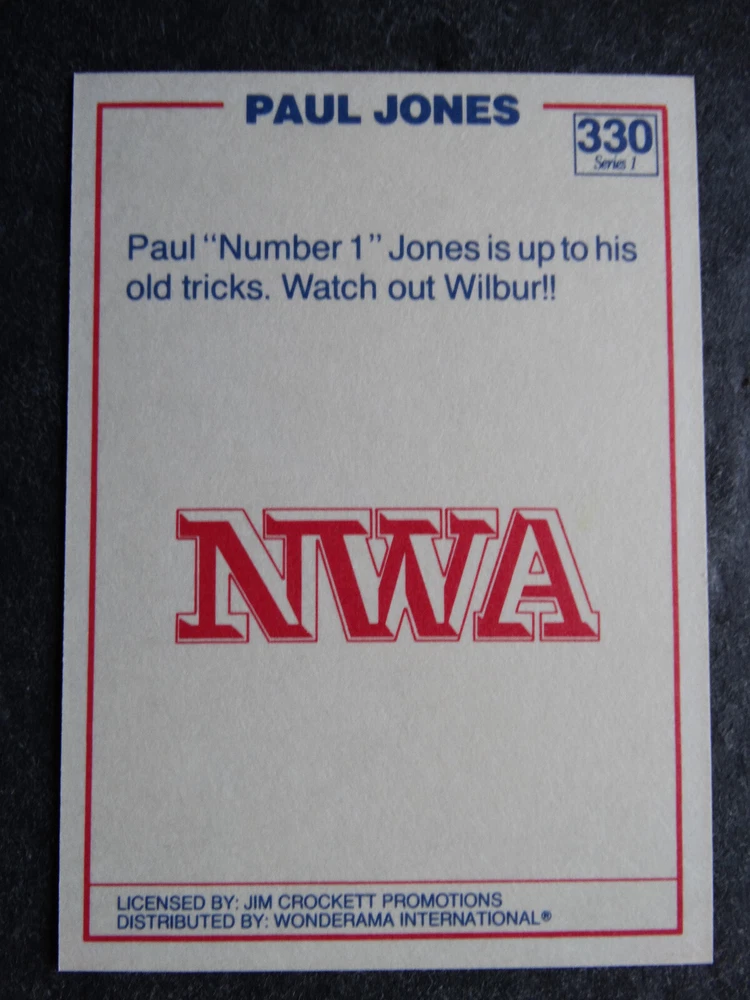 PAUL JONES
330
Series 1
Paul “Number 1” Jones is up to his
old tricks. Watch out Wilbur!!
NWA
LICENSED BY: JIM CROCKETT PROMOTIONS
DISTRIBUTED BY: WONDERAMA INTERNATIONAL®